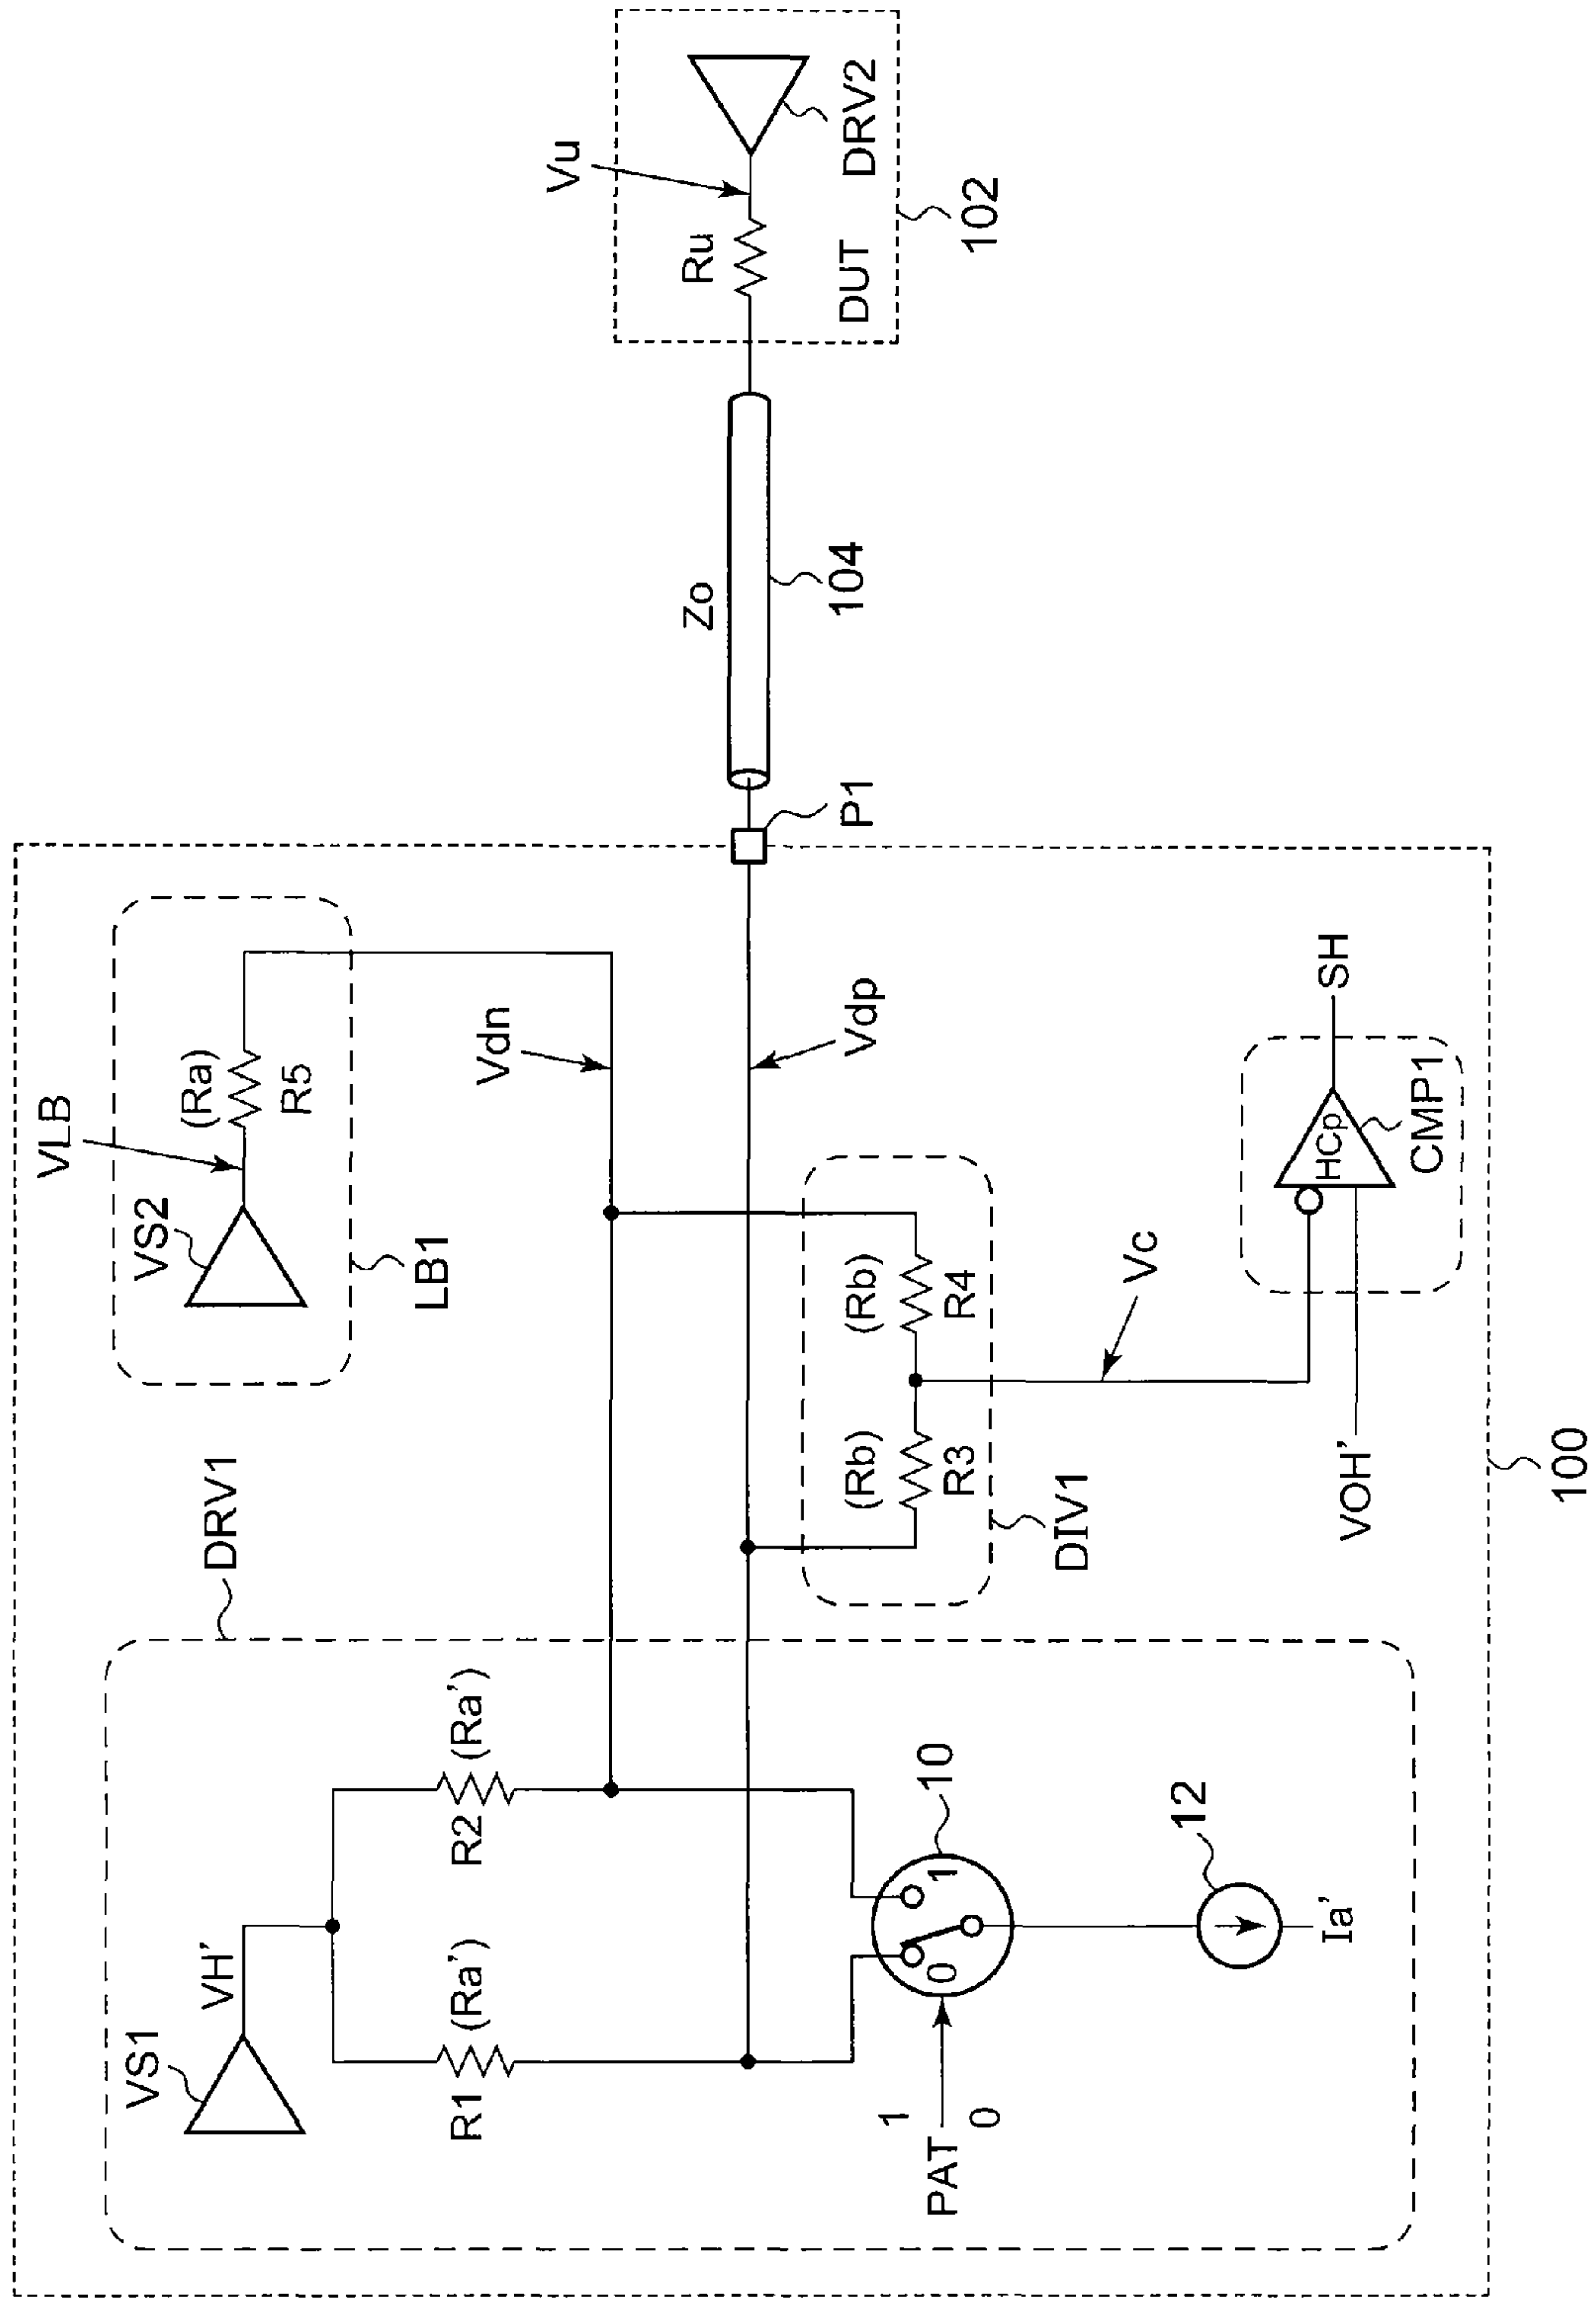 DRV1
VS1
VH'
R1
(Ra')
R2
(Ra')
PAT
1
0
0
1
10
12
Ia'
VS2
VLB
(Ra)
R5
LB1
Vdn
Vdp
(Rb)
R3
(Rb)
R4
DIV1
Vc
VOH'
HCp
CMP1
SH
100
P1
Zo
104
Vu
Ru
DUT
DRV2
102